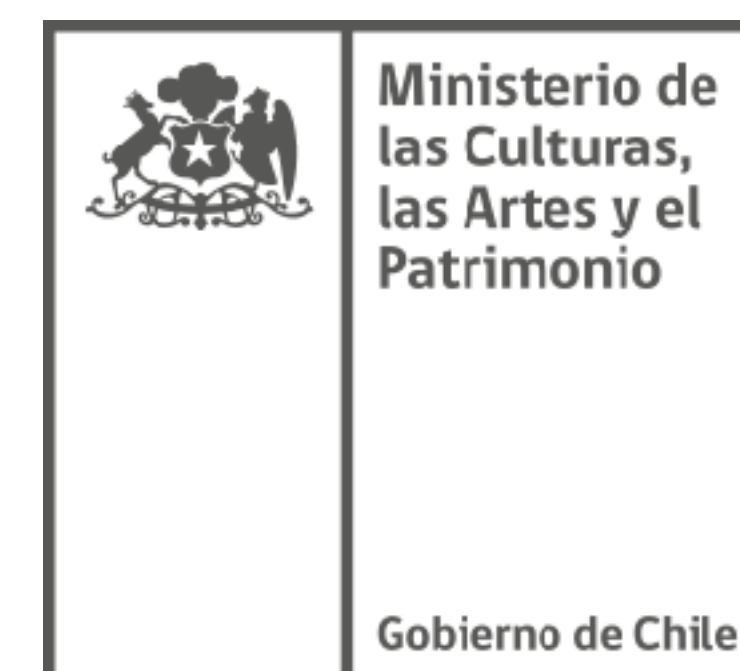 Ministerio de
las Culturas,
las Artes y el
Patrimonio
Gobierno de Chile